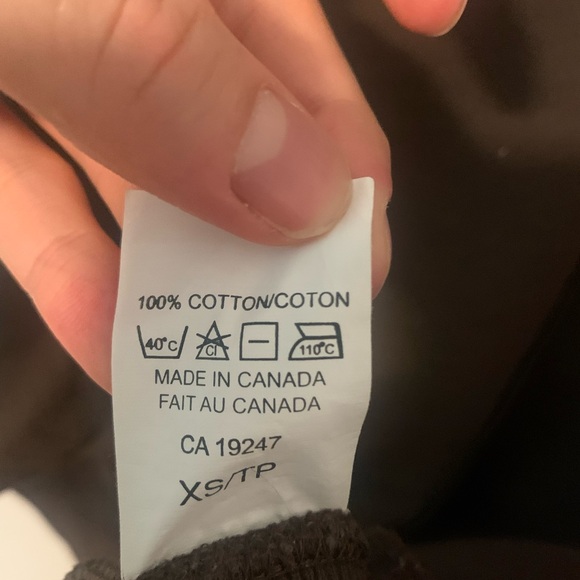 100% COTTON/COTON
40°C Cl 110°C
MADE IN CANADA
FAIT AU CANADA
CA 19247
XS/TP